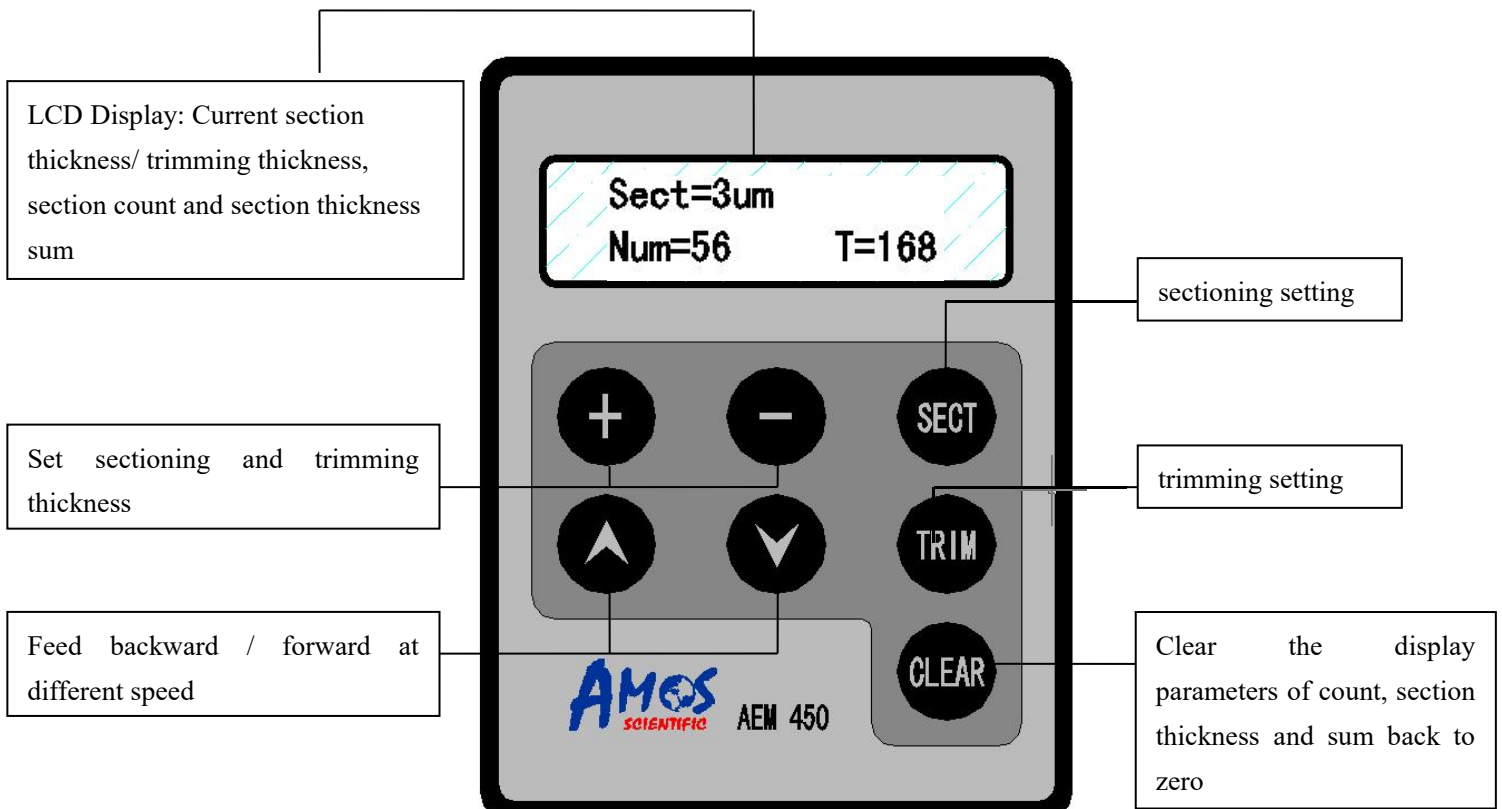 LCD Display: Current section
thickness/ trimming thickness,
section count and section thickness
sum
Sect=3um
Num=56 T=168
sectioning setting
+ - SECT
Set sectioning and trimming
thickness
trimming setting
TRIM
Feed backward / forward at
different speed
CLEAR
Clear the display
parameters of count, section
thickness and sum back to
zero
AMOS
SCIENTIFIC
AEM 450